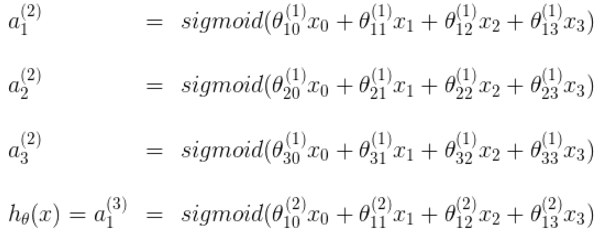 a_1^{(2)} = sigmoid(θ_{10}^{(1)}x_0 + θ_{11}^{(1)}x_1 + θ_{12}^{(1)}x_2 + θ_{13}^{(1)}x_3)
a_2^{(2)} = sigmoid(θ_{20}^{(1)}x_0 + θ_{21}^{(1)}x_1 + θ_{22}^{(1)}x_2 + θ_{23}^{(1)}x_3)
a_3^{(2)} = sigmoid(θ_{30}^{(1)}x_0 + θ_{31}^{(1)}x_1 + θ_{32}^{(1)}x_2 + θ_{33}^{(1)}x_3)
h_θ(x) = a_1^{(3)} = sigmoid(θ_{10}^{(2)}x_0 + θ_{11}^{(2)}x_1 + θ_{12}^{(2)}x_2 + θ_{13}^{(2)}x_3)